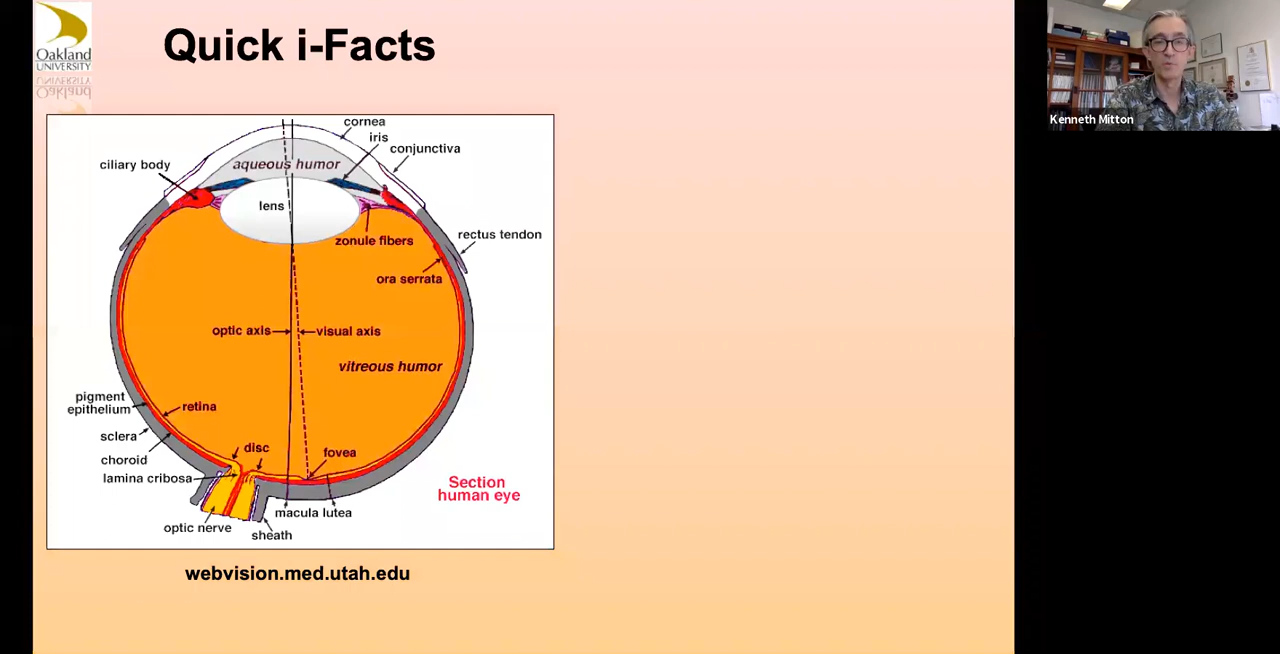 Oakland
UNIVERSITY
Quick i-Facts
cornea
iris
conjunctiva
ciliary body
aqueous humor
lens
zonule fibers
rectus tendon
ora serrata
optic axis
visual axis
vitreous humor
pigment
epithelium
retina
sclera
disc
fovea
choroid
lamina cribosa
Section
human eye
macula lutea
optic nerve
sheath
webvision.med.utah.edu
Kenneth Mitton